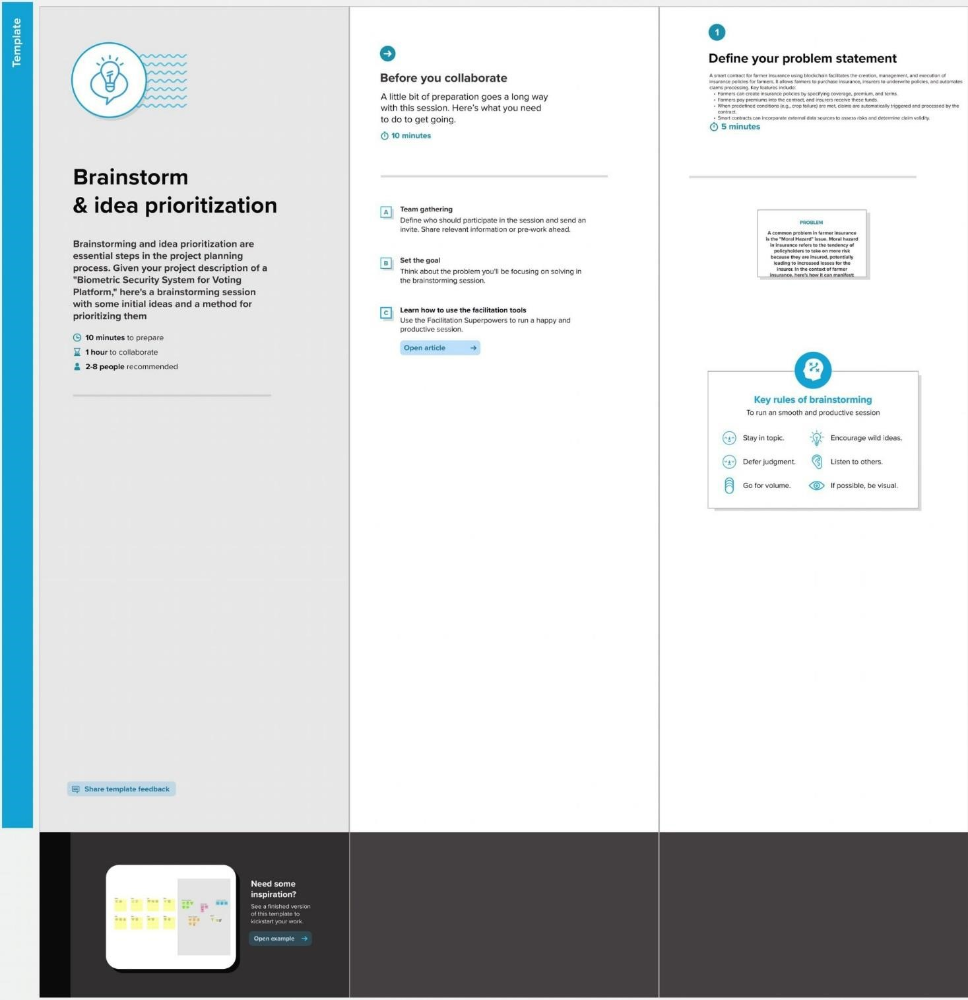 Template
Brainstorm
& idea prioritization
Brainstorming and idea prioritization are
essential steps in the project planning
process. Given your project description of a
"Biometric Security System for Voting
Platform," here's a brainstorming session
with some initial ideas and a method for
prioritizing them
10 minutes to prepare
1 hour to collaborate
2-8 people recommended
Share template feedback
Need some
inspiration?
See a finished version
of this template to
kickstart your work.
Open example
Before you collaborate
A little bit of preparation goes a long way
with this session. Here's what you need
to do to get going.
10 minutes
A
Team gathering
Define who should participate in the session and send an
invite. Share relevant information or pre-work ahead.
B
Set the goal
Think about the problem you'll be focusing on solving in
the brainstorming session.
C
Learn how to use the facilitation tools
Use the Facilitation Superpowers to run a happy and
productive session.
Open article
1
Define your problem statement
A smart contract for farmer insurance using blockchain facilitates the creation, management, and execution of
insurance policies for farmers. It allows farmers to purchase insurance, insurers to underwrite policies, and automates
claims processing. Key features include:
• Farmers can create insurance policies by specifying coverage, premium, and terms.
• Farmers pay premiums into the contract, and insurers receive these funds.
• When predefined conditions (e.g., crop failure) are met, claims are automatically triggered and processed by the
contract.
• Smart contracts can incorporate external data sources to assess risks and determine claim validity.
5 minutes
PROBLEM
A common problem in farmer insurance
is the "Moral Hazard" issue. Moral hazard
in insurance refers to the tendency of
policyholders to take on more risk
because they are insured, potentially
leading to increased losses for the
insurer. In the context of farmer
insurance, here's how it can manifest:
Key rules of brainstorming
To run an smooth and productive session
Stay in topic.
Encourage wild ideas.
Defer judgment.
Listen to others.
Go for volume.
If possible, be visual.